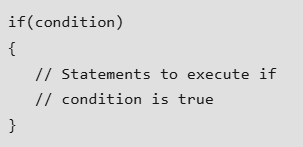 if(condition)
{
   // Statements to execute if
   // condition is true
}